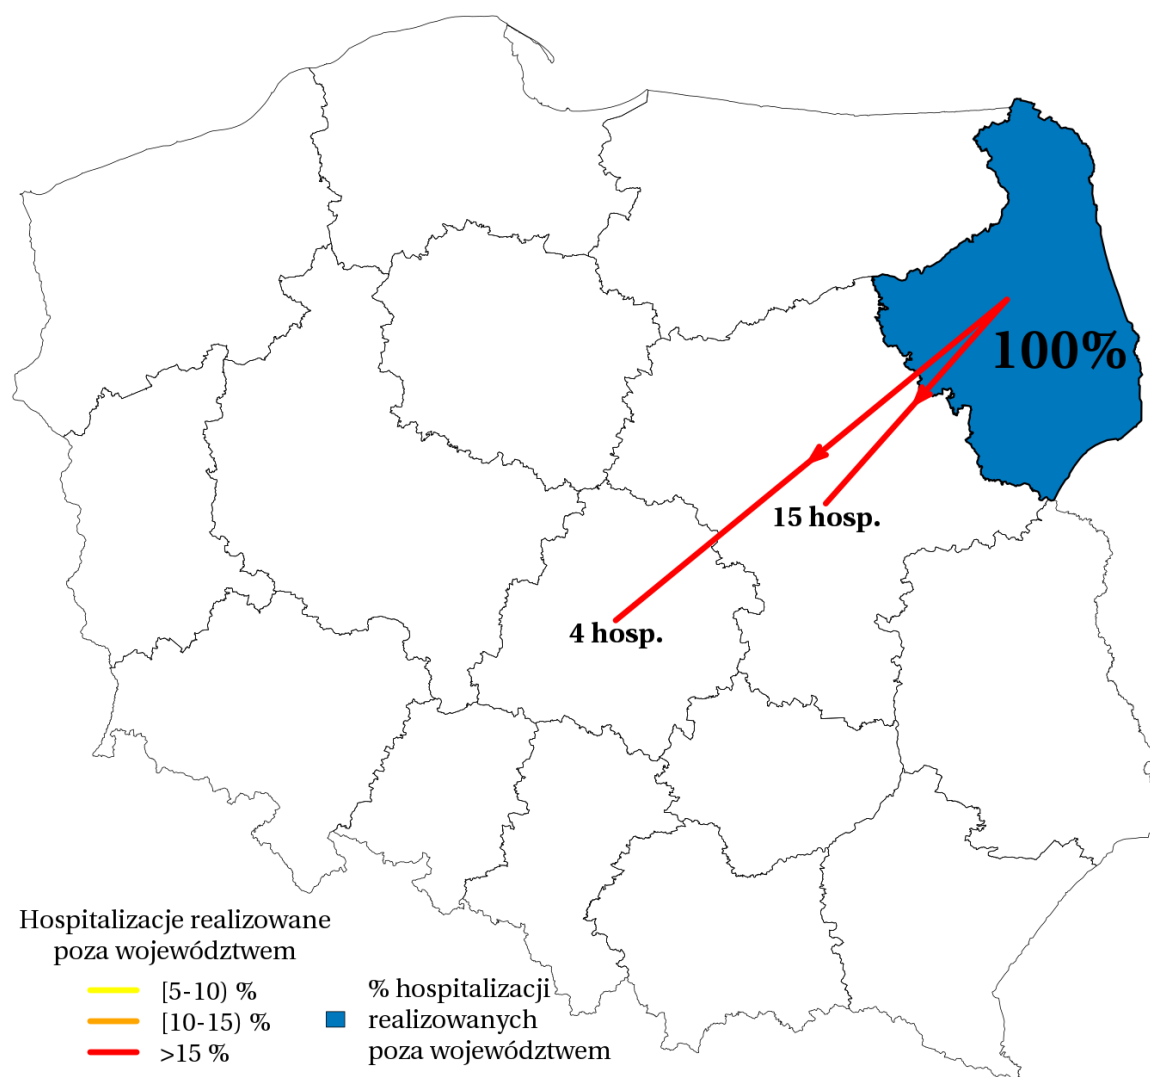 100%
15 hosp.
4 hosp.
Hospitalizacje realizowane
poza województwem
[5-10) %
[10-15) %
>15 %
% hospitalizacji
realizowanych
poza województwem